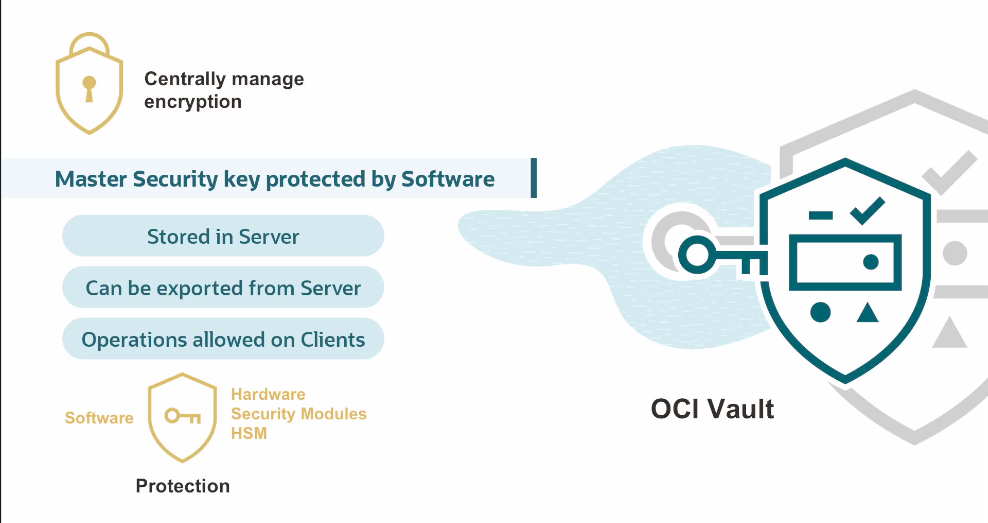 Centrally manage
encryption
Master Security key protected by Software
Stored in Server
Can be exported from Server
Operations allowed on Clients
Software
Hardware
Security Modules
HSM
Protection
OCI Vault